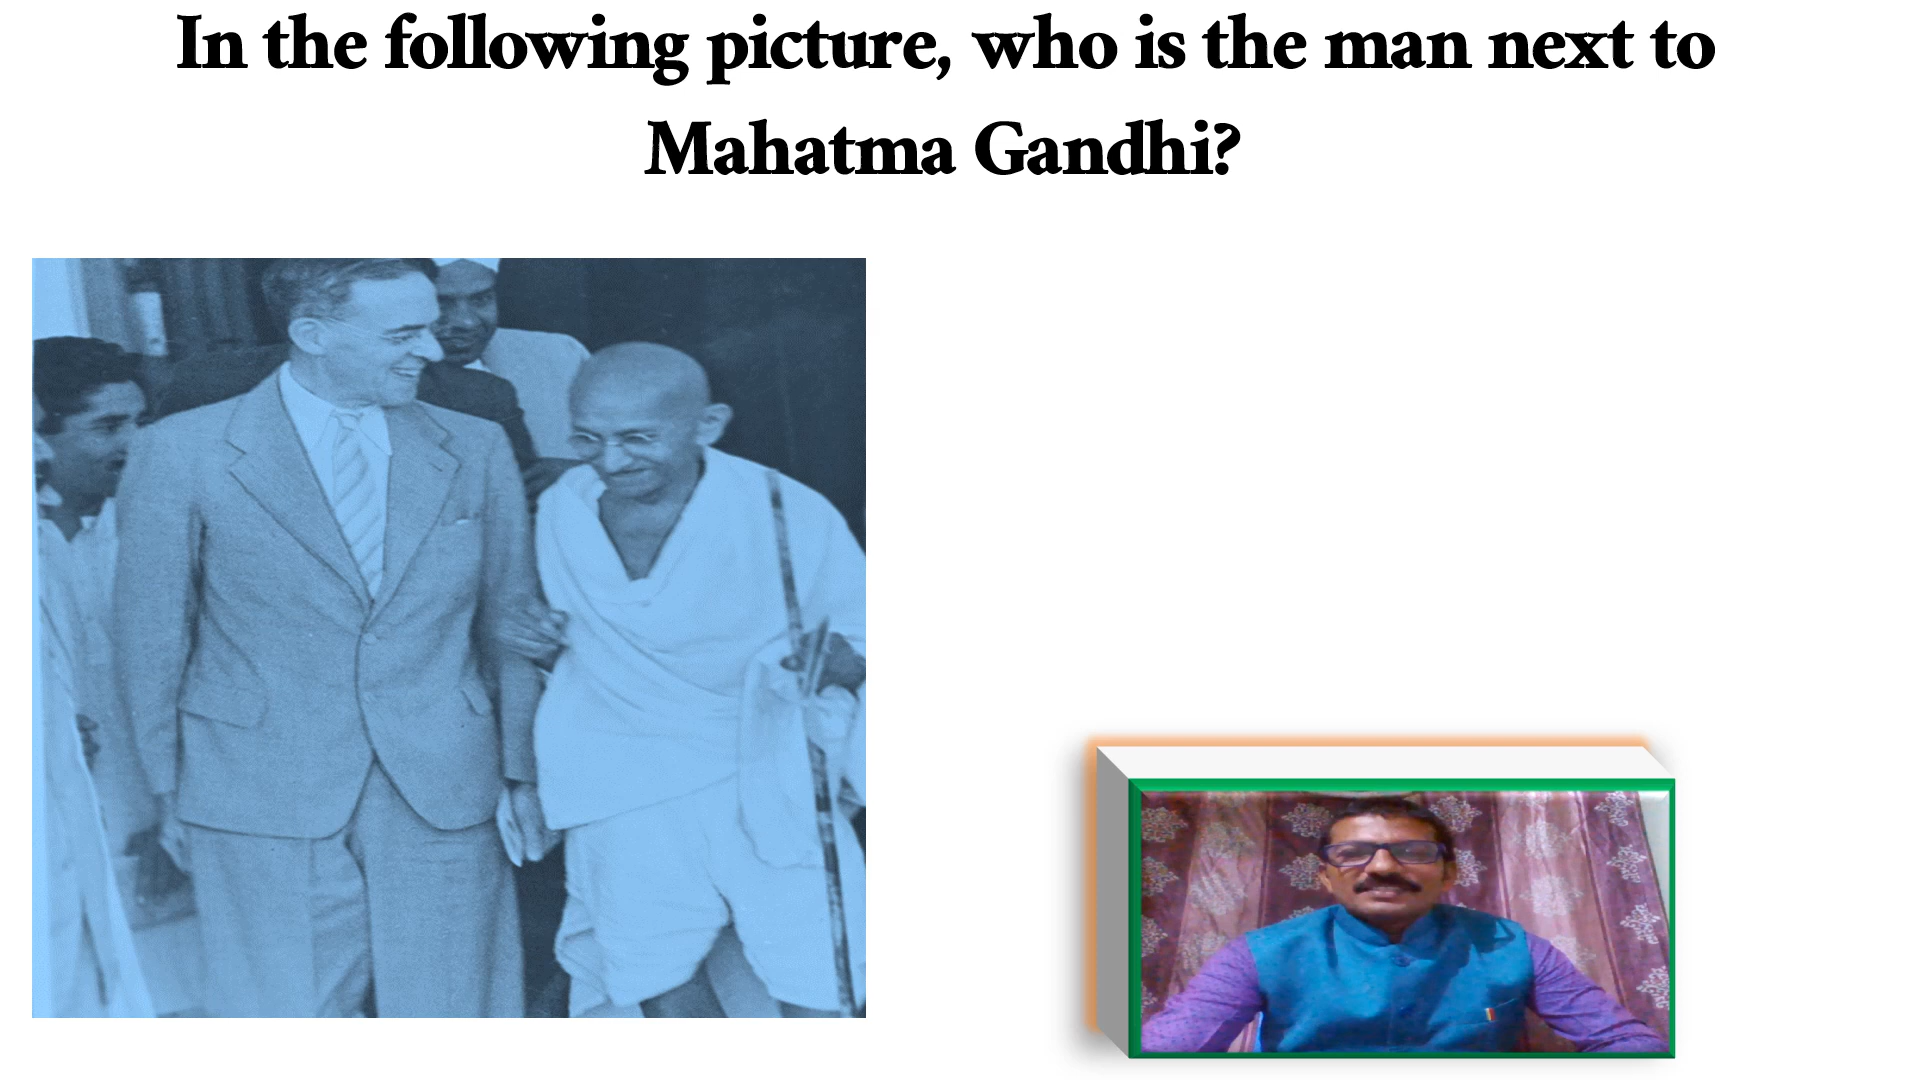 In the following picture, who is the man next to
Mahatma Gandhi?